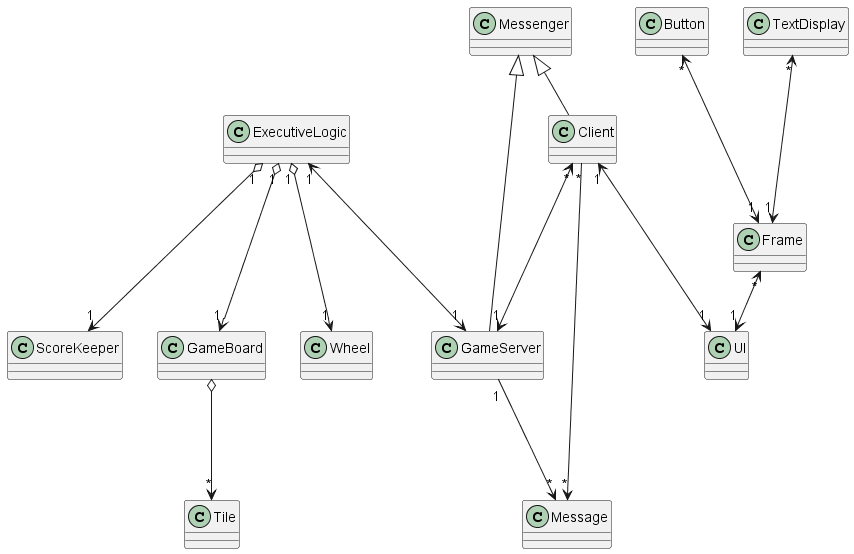 C Messenger
C Button
C TextDisplay
* *
C ExecutiveLogic
C Client
1 1 1 1
* * 1
1 1
C Frame
*
1 1 1 1 1 1 1
C ScoreKeeper
C GameBoard
C Wheel
C GameServer
C UI
1
* * *
C Tile
C Message